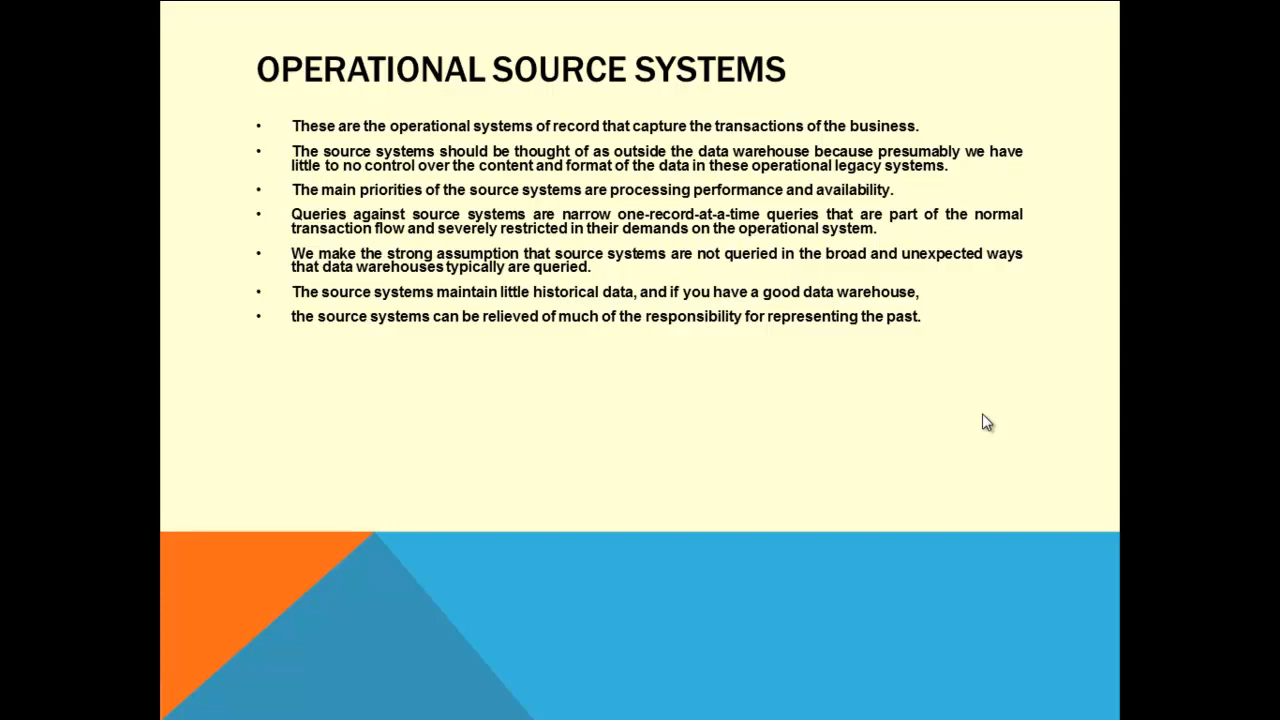 OPERATIONAL SOURCE SYSTEMS
• These are the operational systems of record that capture the transactions of the business.
• The source systems should be thought of as outside the data warehouse because presumably we have
little to no control over the content and format of the data in these operational legacy systems.
• The main priorities of the source systems are processing performance and availability.
• Queries against source systems are narrow one-record-at-a-time queries that are part of the normal
transaction flow and severely restricted in their demands on the operational system.
• We make the strong assumption that source systems are not queried in the broad and unexpected ways
that data warehouses typically are queried.
• The source systems maintain little historical data, and if you have a good data warehouse,
• the source systems can be relieved of much of the responsibility for representing the past.